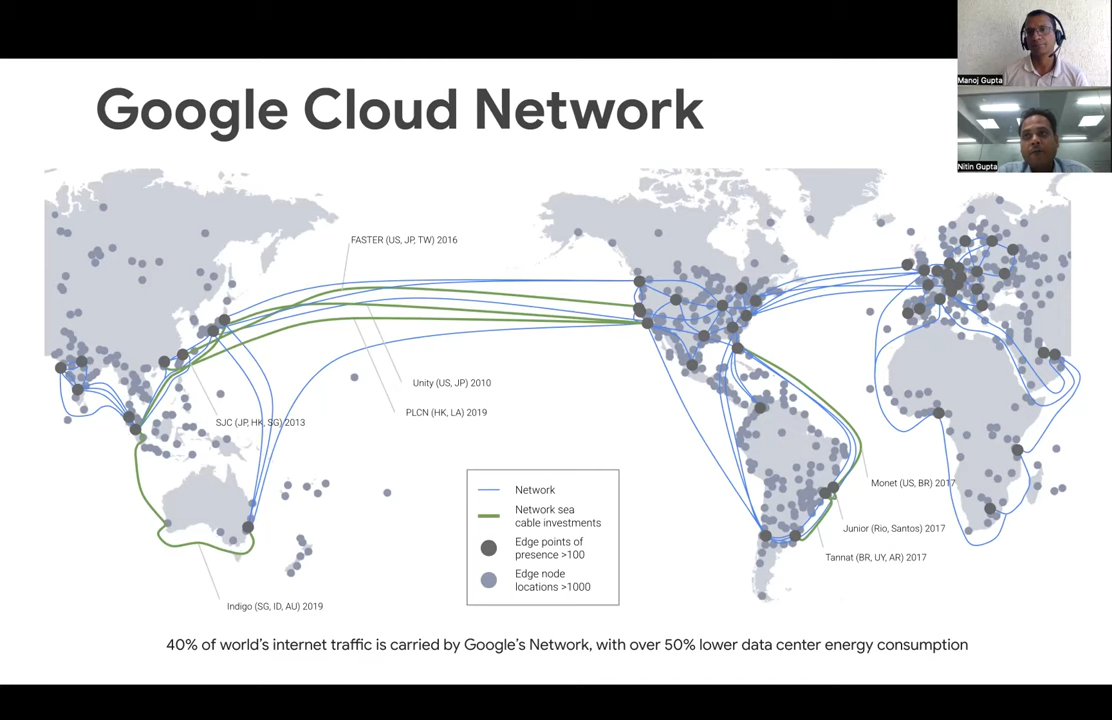 Google Cloud Network
Manoj Gupta
Nitin Gupta
FASTER (US, JP, TW) 2016
Unity (US, JP) 2010
PLCN (HK, LA) 2019
SJC (JP, HK, SG) 2013
Monet (US, BR) 2017
Junior (Rio, Santos) 2017
Tannat (BR, UY, AR) 2017
Indigo (SG, ID, AU) 2019
Network
Network sea
cable investments
Edge points of
presence >100
Edge node
locations >1000
40% of world's internet traffic is carried by Google's Network, with over 50% lower data center energy consumption